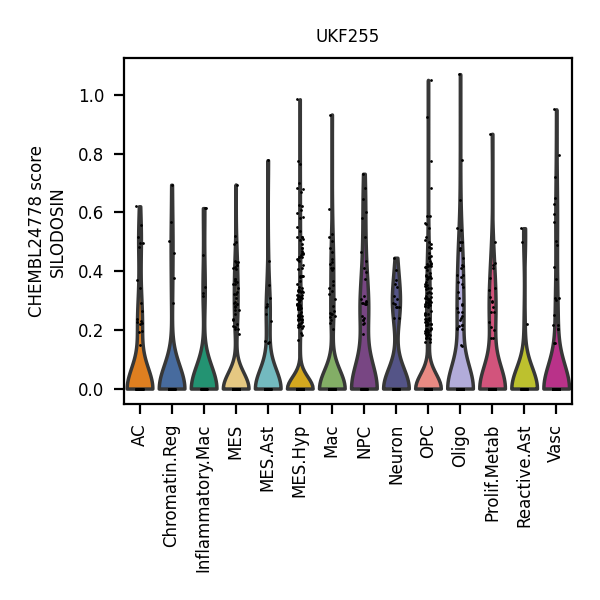 UKF255
CHEMBL24778 score
SILODOSIN
1.0
0.8
0.6
0.4
0.2
0.0
AC
Chromatin.Reg
Inflammatory.Mac
MES
MES.Ast
MES.Hyp
Mac
NPC
Neuron
OPC
Oligo
Prolif.Metab
Reactive.Ast
Vasc